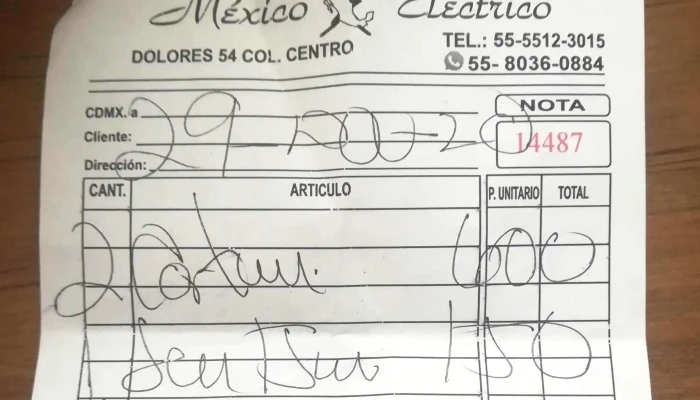 México Eléctrico
DOLORES 54 COL. CENTRO
TEL.: 55-5512-3015
55- 8036-0884
CDMX. a
NOTA
Cliente:
14487
Dirección:
CANT. ARTICULO P. UNITARIO TOTAL
2 600
1 150